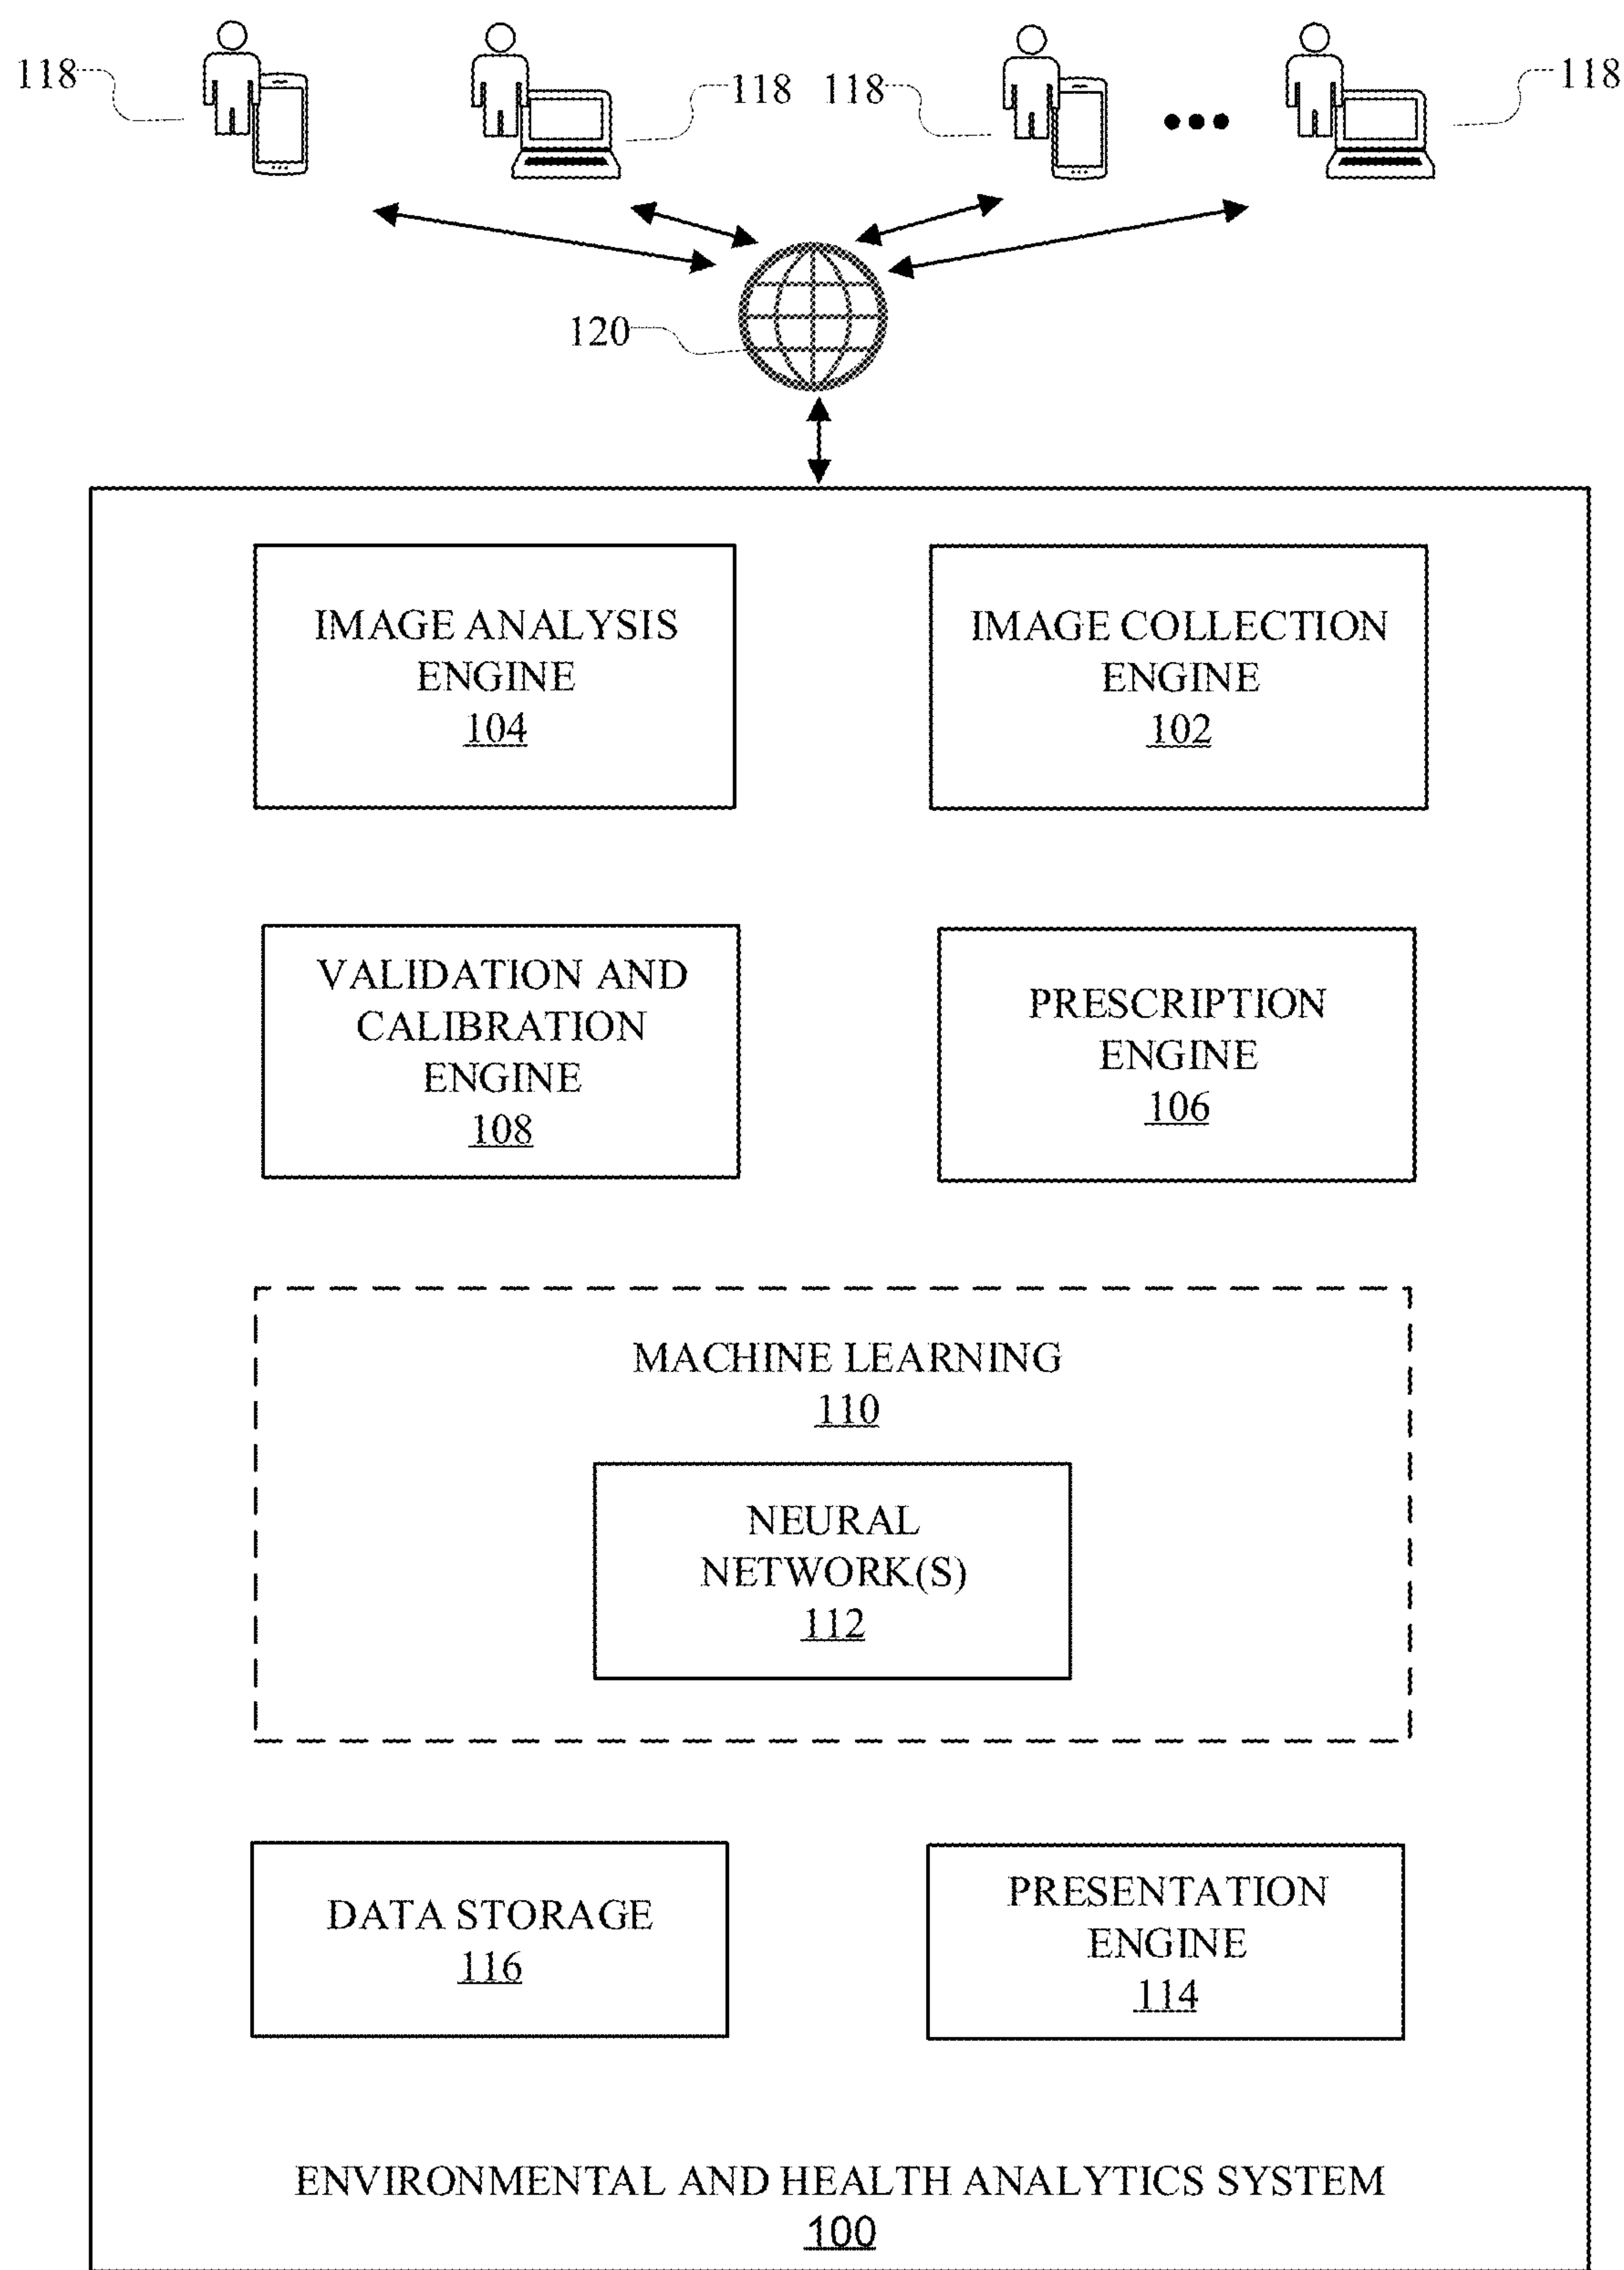 118
118
118
118
120
IMAGE ANALYSIS
ENGINE
104
IMAGE COLLECTION
ENGINE
102
VALIDATION AND
CALIBRATION
ENGINE
108
PRESCRIPTION
ENGINE
106
MACHINE LEARNING
110
NEURAL
NETWORK(S)
112
DATA STORAGE
116
PRESENTATION
ENGINE
114
ENVIRONMENTAL AND HEALTH ANALYTICS SYSTEM
100